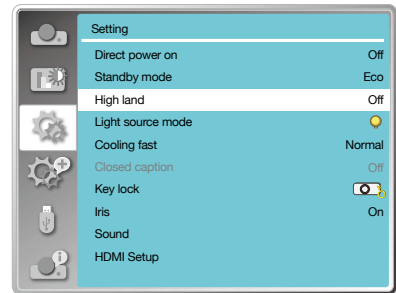 Setting
Direct power on Off
Standby mode Eco
High land Off
Light source mode
Cooling fast Normal
Closed caption Off
Key lock
Iris On
Sound
HDMI Setup